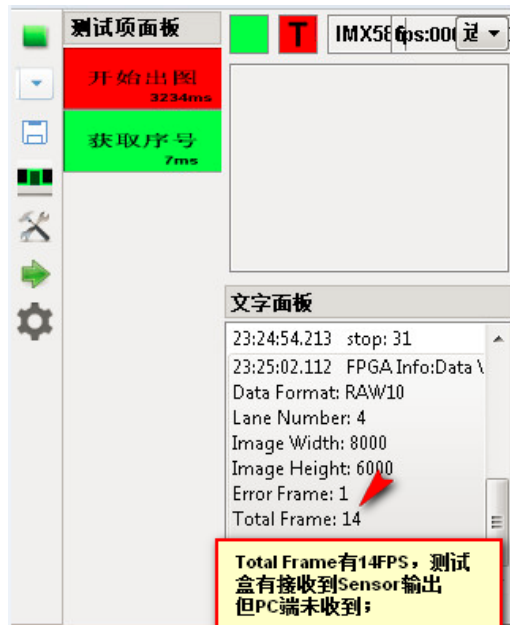 测试项面板
T
IMX586
fps:000
适
开始出图
3234ms
获取序号
7ms
文字面板
23:24:54.213 stop: 31
23:25:02.112 FPGA Info:Data
Data Format: RAW10
Lane Number: 4
Image Width: 8000
Image Height: 6000
Error Frame: 1
Total Frame: 14
Total Frame有14FPS，测试
盒有接收到Sensor输出
但PC端未收到；